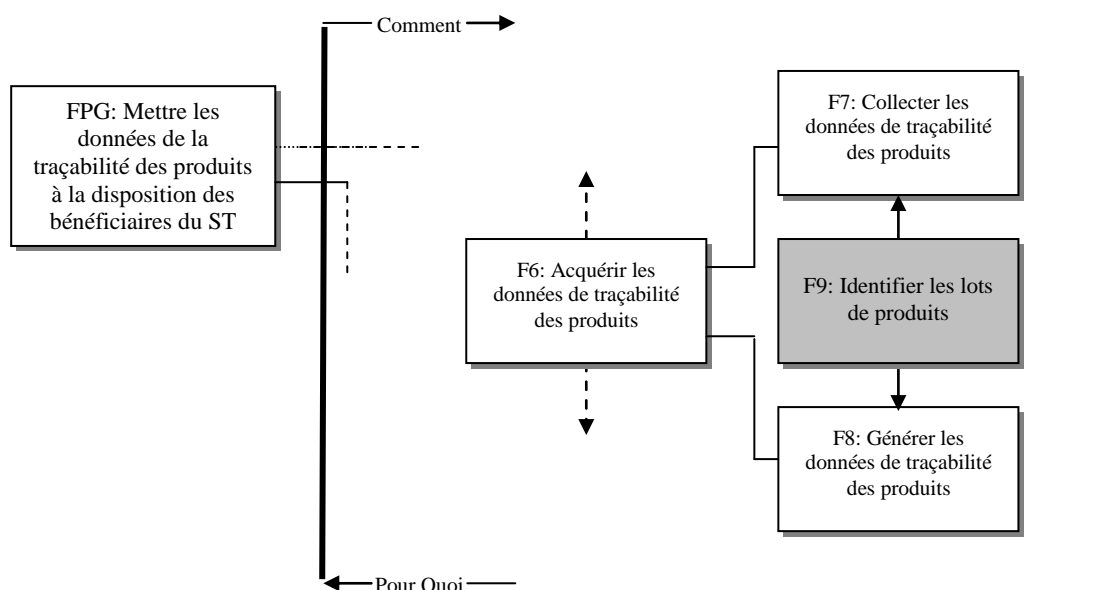 Comment
FPG: Mettre les
données de la
traçabilité des produits
à la disposition des
bénéficiaires du ST
F7: Collecter les
données de traçabilité
des produits
F6: Acquérir les
données de traçabilité
des produits
F9: Identifier les lots
de produits
F8: Générer les
données de traçabilité
des produits
Pour Quoi